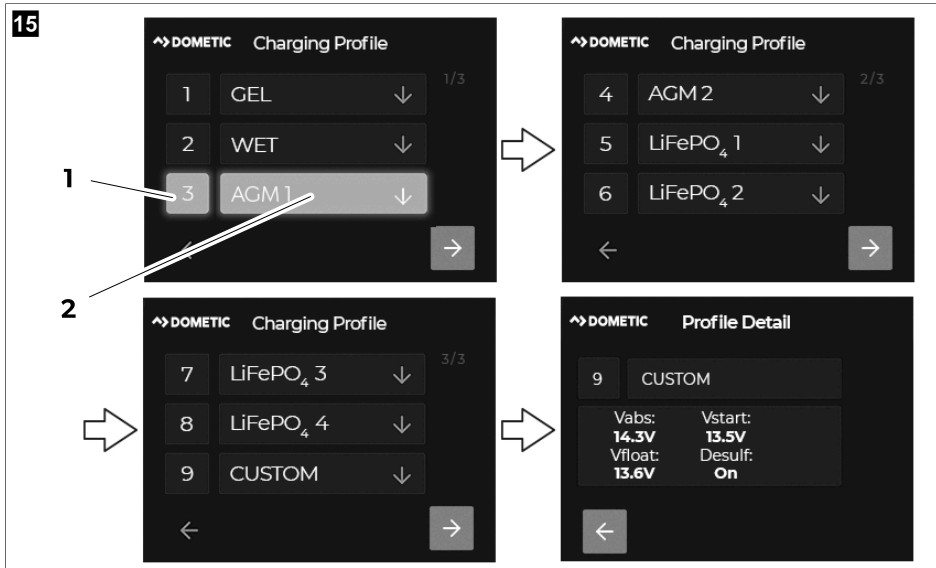 15
DOMETIC Charging Profile
1/3
1 GEL
2 WET
3 AGM 1
1
2
DOMETIC Charging Profile
2/3
4 AGM 2
5 LiFePO₄ 1
6 LiFePO₄ 2
DOMETIC Charging Profile
3/3
7 LiFePO₄ 3
8 LiFePO₄ 4
9 CUSTOM
DOMETIC Profile Detail
9 CUSTOM
Vabs: Vstart:
14.3V 13.5V
Vfloat: Desulf:
13.6V On